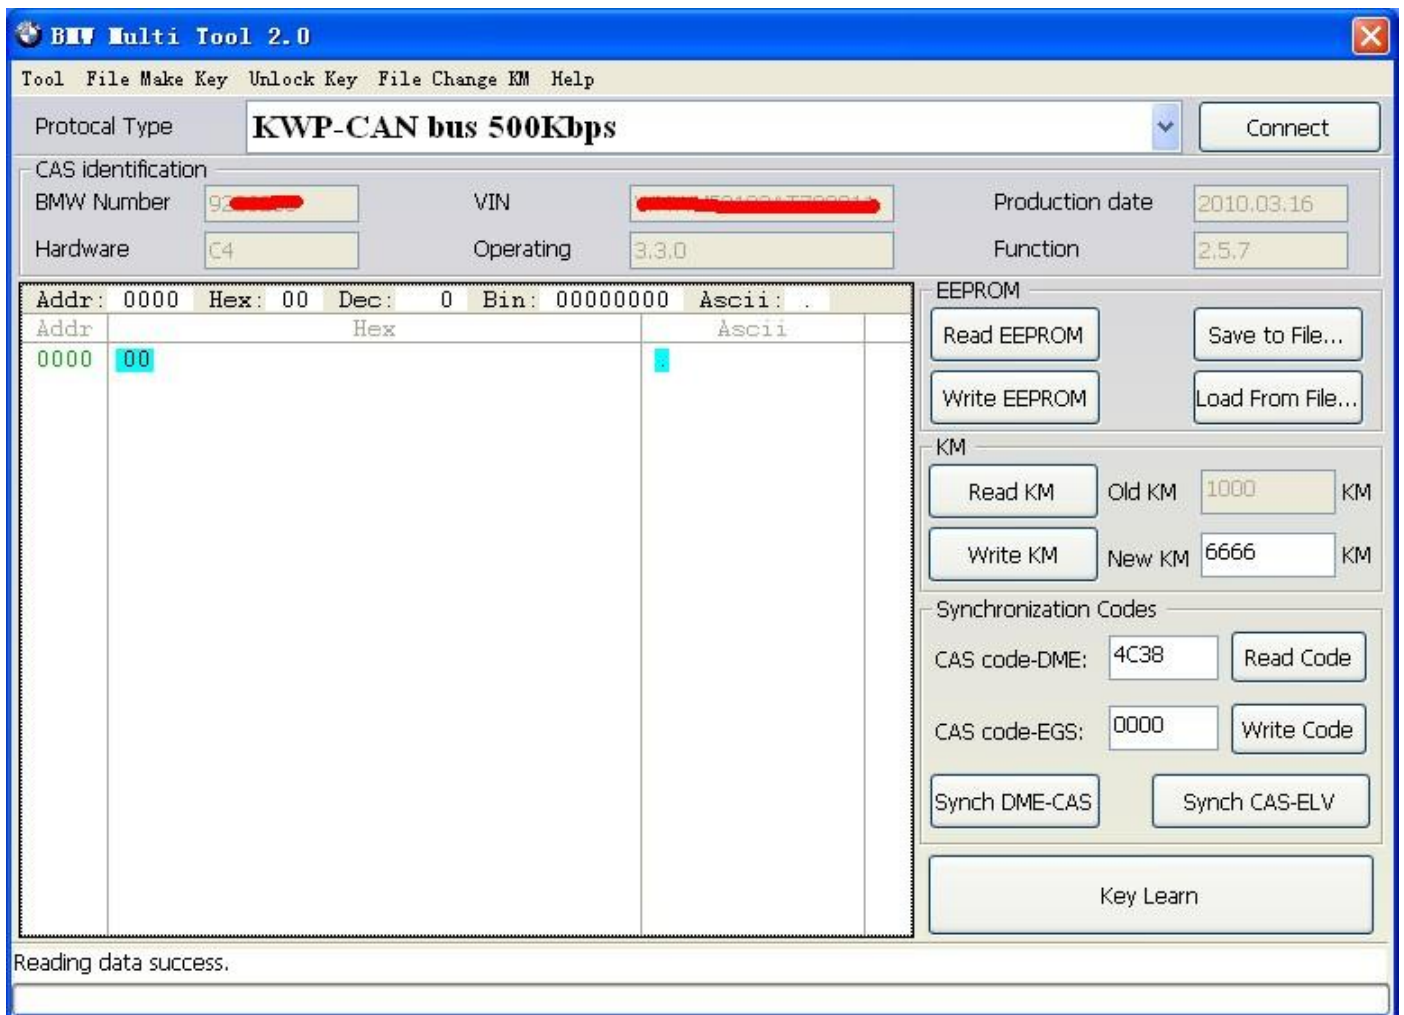 BMW Multi Tool 2.0
Tool File Make Key Unlock Key File Change KM Help
Protocal Type KWP-CAN bus 500Kbps Connect
CAS identification
BMW Number VIN Production date 2010.03.16
Hardware C4 Operating 3.3.0 Function 2.5.7
Addr: 0000 Hex: 00 Dec: 0 Bin: 00000000 Ascii: .
Addr Hex Ascii
0000 00 .
EEPROM
Read EEPROM Save to File...
Write EEPROM Load From File...
KM
Read KM Old KM 1000 KM
Write KM New KM 6666 KM
Synchronization Codes
CAS code-DME: 4C38 Read Code
CAS code-EGS: 0000 Write Code
Synch DME-CAS Synch CAS-ELV
Key Learn
Reading data success.